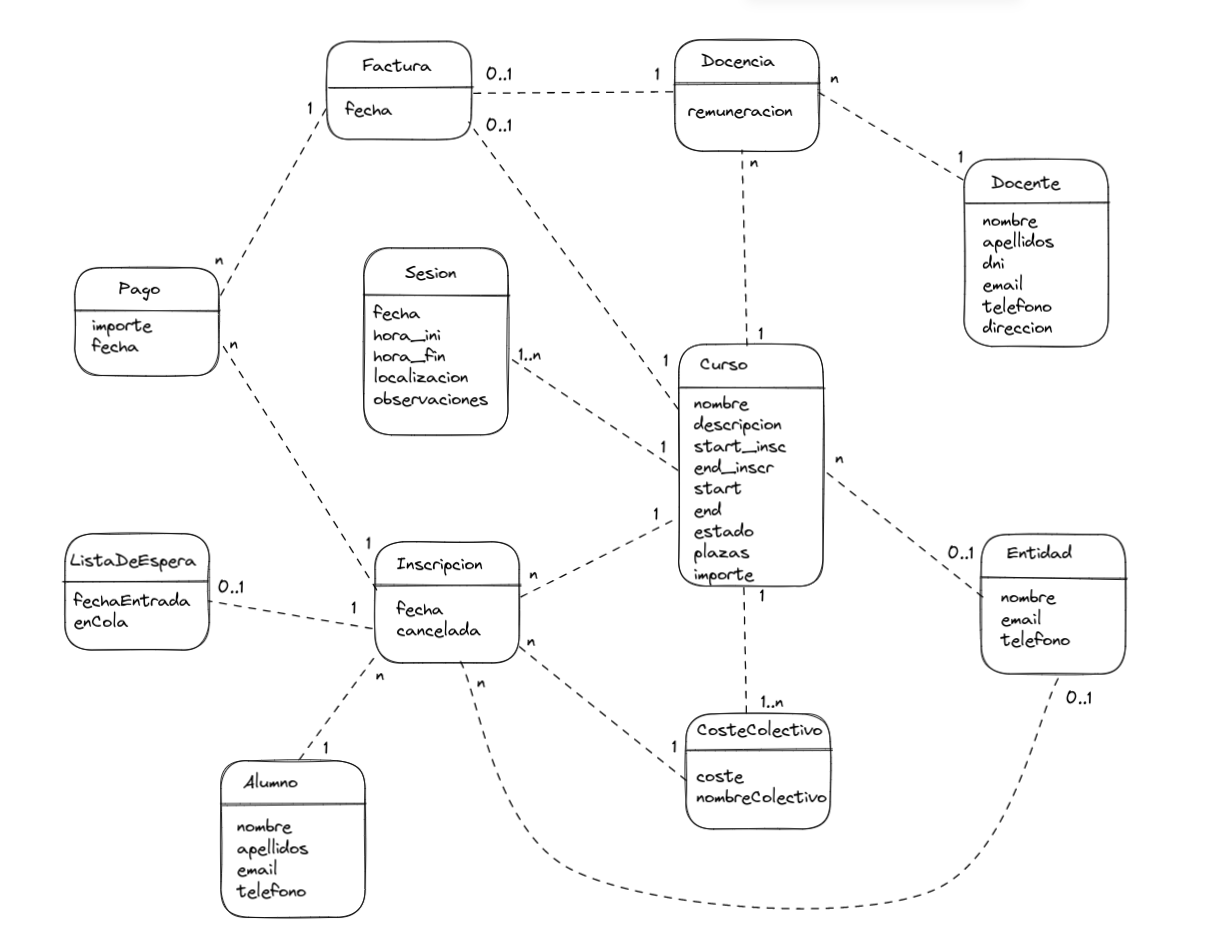 Factura
fecha
0..1
1
Docencia
remuneracion
n
1
0..1
1
Docente
nombre
apellidos
dni
email
telefono
direccion
n
n
Sesion
fecha
hora_ini
hora_fin
localizacion
observaciones
Pago
importe
fecha
n
1..n
1
1
1
Curso
nombre
descripcion
start_insc
end_inscr
start
end
estado
plazas
importe
n
1
0..1
Entidad
nombre
email
telefono
ListaDeEspera
fechaEntrada
enCola
0..1
1
1
Inscripcion
fecha
cancelada
n
n
n
n
1
1..n
0..1
CosteColectivo
coste
nombreColectivo
1
1
Alumno
nombre
apellidos
email
telefono